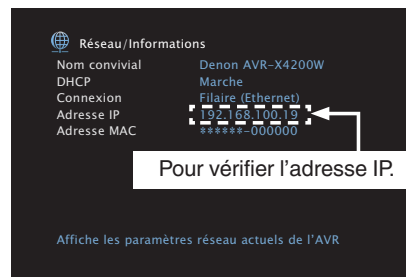 Réseau/Informations
Nom convivial Denon AVR-X4200W
DHCP Marche
Connexion Filaire (Ethernet)
Adresse IP 192.168.100.19
Adresse MAC ******-000000
Pour vérifier l’adresse IP.
Affiche les paramètres réseau actuels de l’AVR